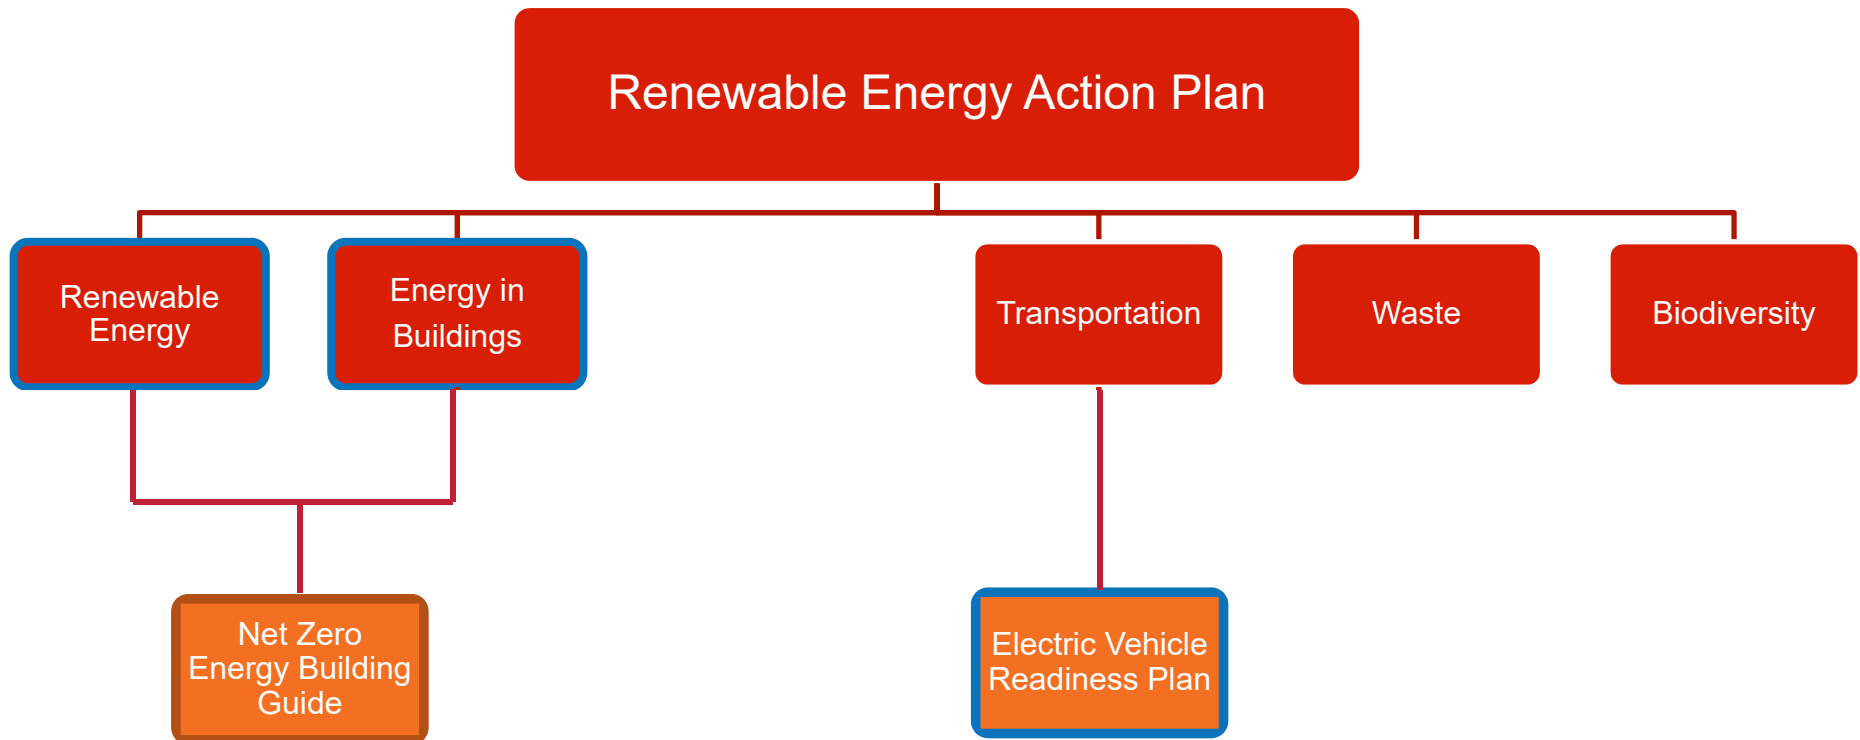 Renewable Energy Action Plan
Renewable
Energy
Energy in
Buildings
Transportation
Waste
Biodiversity
Net Zero
Energy Building
Guide
Electric Vehicle
Readiness Plan